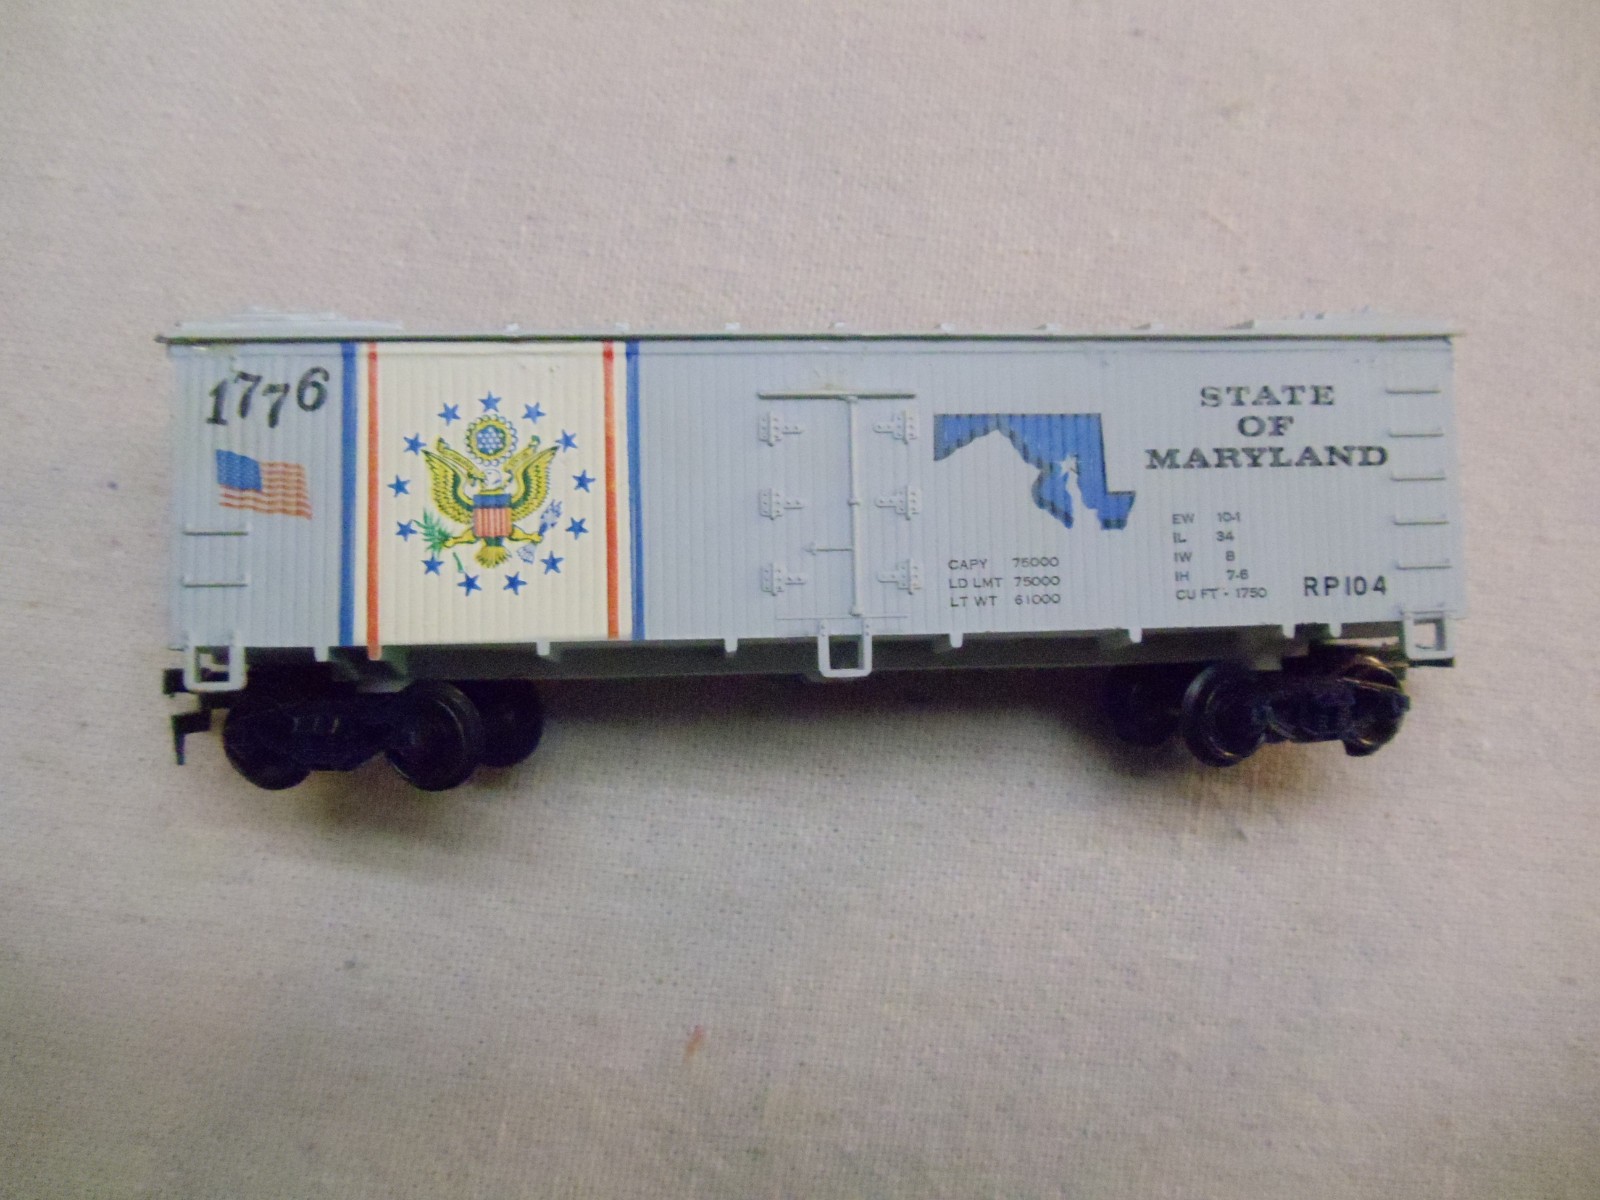 1776
STATE
OF
MARYLAND
CAPY 75000
LD LMT 75000
LT WT 61000
EW 10-1
IL 34
IW 8
IH 7-6
CU FT - 1750
RP104